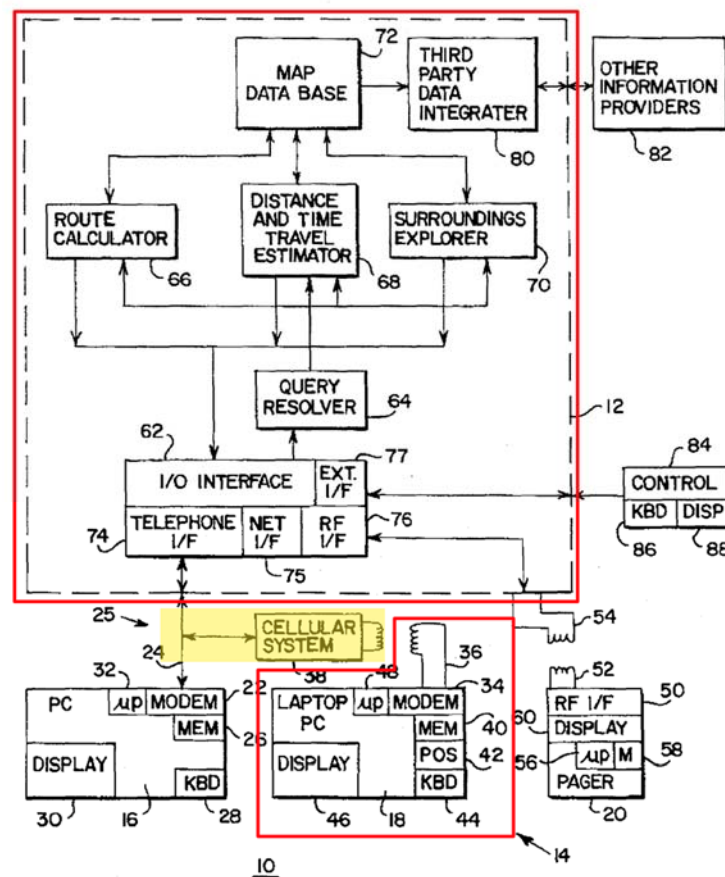 72
MAP
DATA BASE
THIRD
PARTY
DATA
INTEGRATER
80
OTHER
INFORMATION
PROVIDERS
82
ROUTE
CALCULATOR
66
DISTANCE
AND TIME
TRAVEL
ESTIMATOR
68
SURROUNDINGS
EXPLORER
70
QUERY
RESOLVER
64
12
62
77
I/O INTERFACE
EXT.
I/F
74
TELEPHONE
I/F
NET
I/F
RF
I/F
76
75
84
CONTROL
KBD
DISP
86
88
25
24
CELLULAR
SYSTEM
38
36
54
52
32
PC
μp
MODEM
22
MEM
26
DISPLAY
KBD
30
16
28
48
LAPTOP
PC
μp
MODEM
34
MEM
40
POS
42
DISPLAY
KBD
46
18
44
RF I/F
50
60
DISPLAY
56
μp
M
58
PAGER
20
14
10